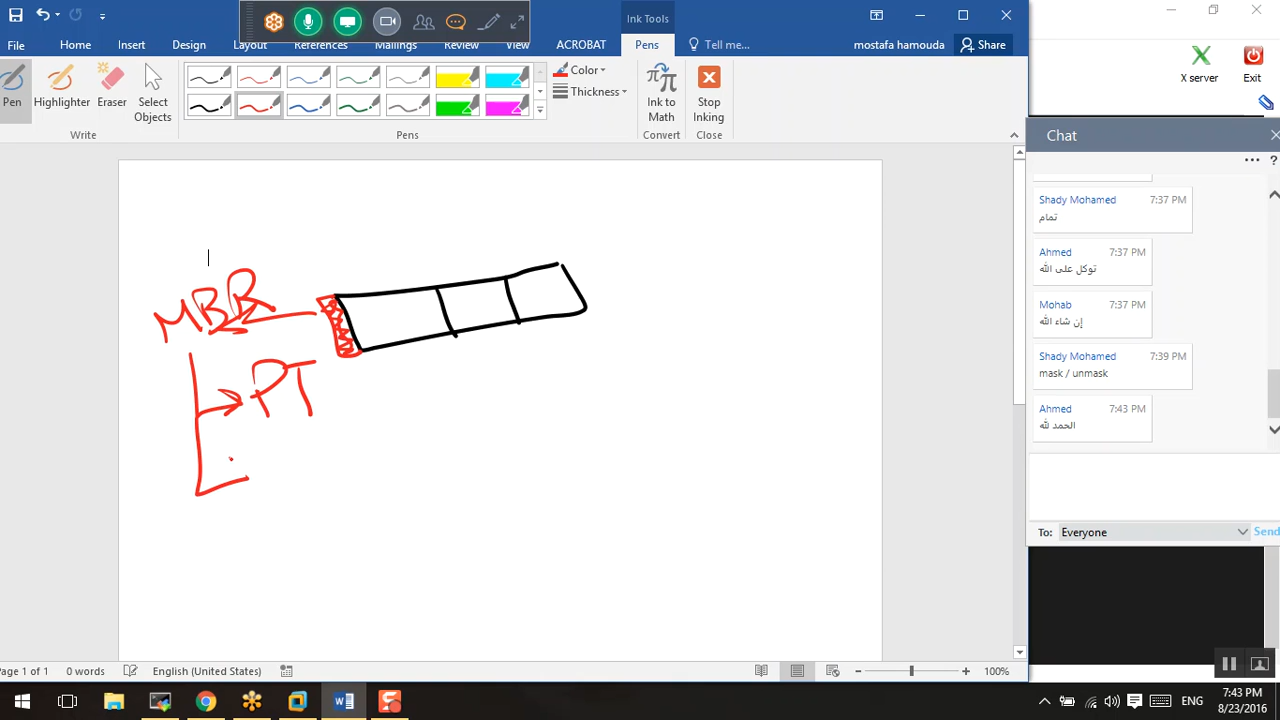 Ink Tools
File
Home
Insert
Design
Layout
References
Mailings
Review
View
ACROBAT
Pens
Tell me...
mostafa hamouda
Share
Pen
Highlighter
Eraser
Select
Objects
Color
Thickness
Ink to
Math
Stop
Inking
Write
Pens
Convert
Close
X server
Exit
Chat
... ?
Shady Mohamed 7:37 PM
تمام
Ahmed 7:37 PM
توكل على الله
Mohab 7:37 PM
إن شاء الله
Shady Mohamed 7:39 PM
mask / unmask
Ahmed 7:43 PM
الحمد لله
To: Everyone
Send
MBR
PT
Page 1 of 1
0 words
English (United States)
100%
ENG
7:43 PM
8/23/2016